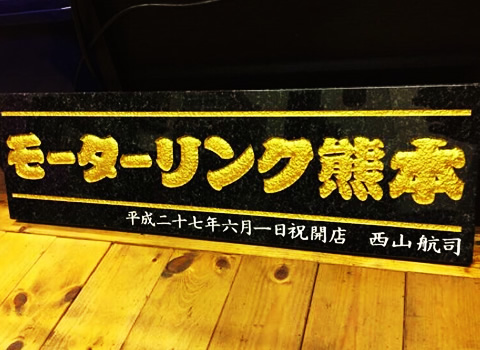 モーターリンク熊本
平成二十七年六月一日祝開店 西山航司